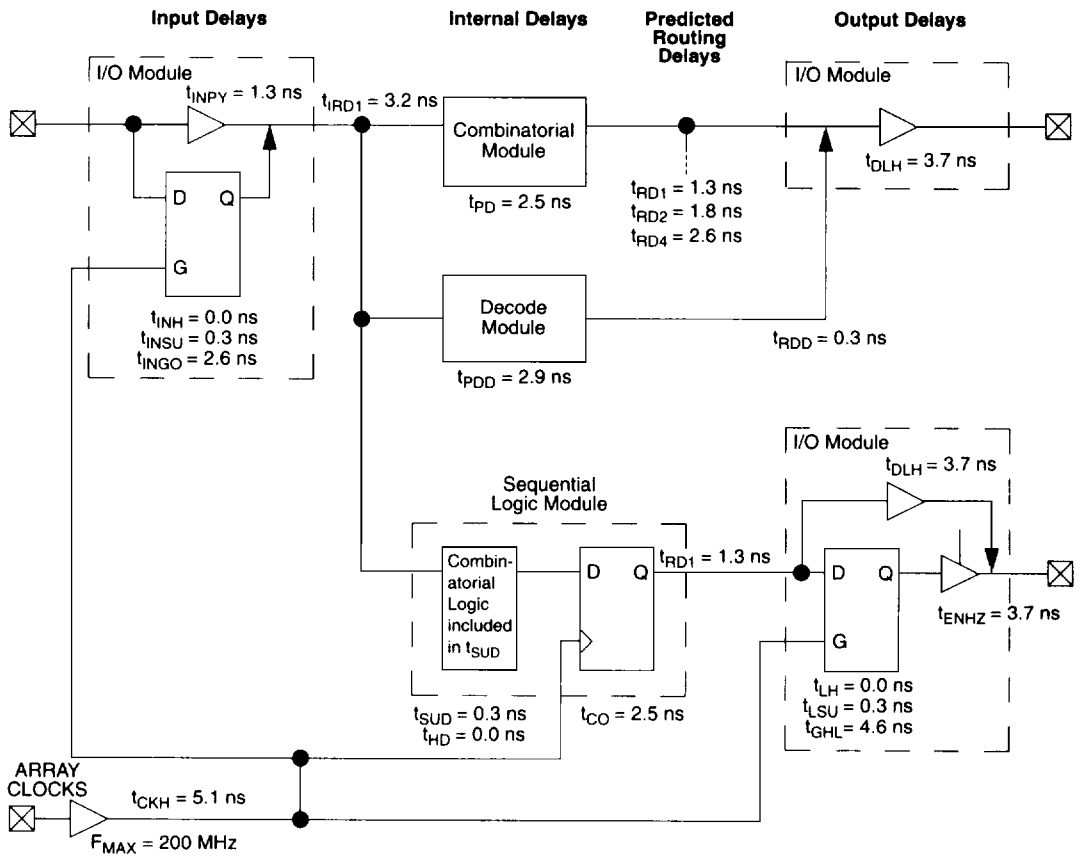 Input Delays
Internal Delays
Predicted
Routing
Delays
Output Delays
I/O Module
tINPY = 1.3 ns
tIRD1 = 3.2 ns
D
Q
G
tINH = 0.0 ns
tINSU = 0.3 ns
tINGO = 2.6 ns
Combinatorial
Module
tPD = 2.5 ns
tRD1 = 1.3 ns
tRD2 = 1.8 ns
tRD4 = 2.6 ns
I/O Module
tDLH = 3.7 ns
Decode
Module
tPDD = 2.9 ns
tRDD = 0.3 ns
Sequential
Logic Module
Combin-
atorial
Logic
included
in tSUD
D
Q
tSUD = 0.3 ns
tHD = 0.0 ns
tCO = 2.5 ns
tRD1 = 1.3 ns
I/O Module
tDLH = 3.7 ns
D
Q
G
tENHZ = 3.7 ns
tLH = 0.0 ns
tLSU = 0.3 ns
tGHL = 4.6 ns
ARRAY
CLOCKS
tCKH = 5.1 ns
FMAX = 200 MHz